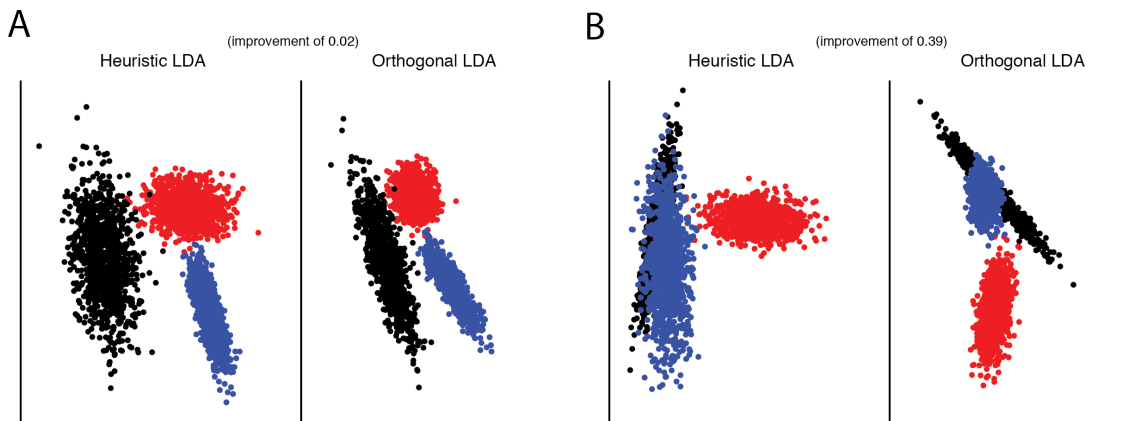 A
(improvement of 0.02)
Heuristic LDA
Orthogonal LDA
B
(improvement of 0.39)
Heuristic LDA
Orthogonal LDA